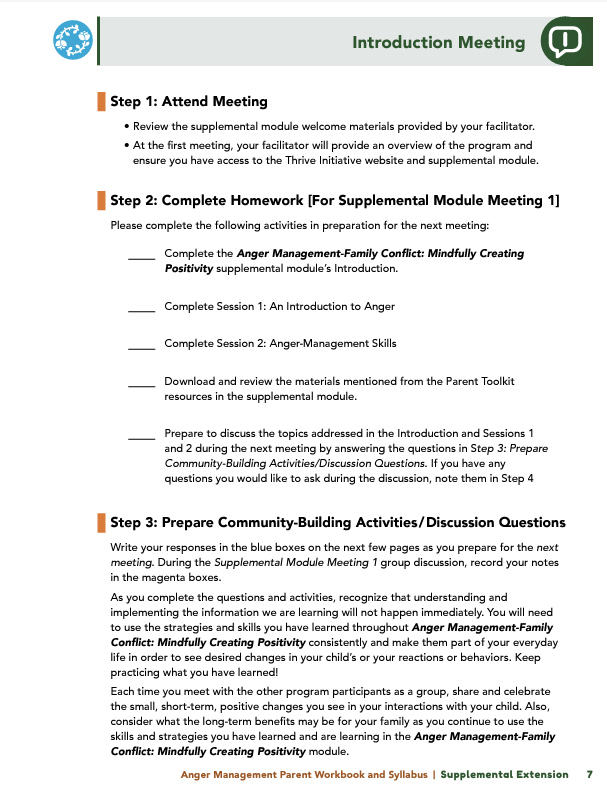 Introduction Meeting
Step 1: Attend Meeting
• Review the supplemental module welcome materials provided by your facilitator.
• At the first meeting, your facilitator will provide an overview of the program and
ensure you have access to the Thrive Initiative website and supplemental module.
Step 2: Complete Homework [For Supplemental Module Meeting 1]
Please complete the following activities in preparation for the next meeting:
_____ Complete the Anger Management-Family Conflict: Mindfully Creating
Positivity supplemental module's Introduction.
_____ Complete Session 1: An Introduction to Anger
_____ Complete Session 2: Anger-Management Skills
_____ Download and review the materials mentioned from the Parent Toolkit
resources in the supplemental module.
_____ Prepare to discuss the topics addressed in the Introduction and Sessions 1
and 2 during the next meeting by answering the questions in Step 3: Prepare
Community-Building Activities/Discussion Questions. If you have any
questions you would like to ask during the discussion, note them in Step 4
Step 3: Prepare Community-Building Activities/Discussion Questions
Write your responses in the blue boxes on the next few pages as you prepare for the next
meeting. During the Supplemental Module Meeting 1 group discussion, record your notes
in the magenta boxes.
As you complete the questions and activities, recognize that understanding and
implementing the information we are learning will not happen immediately. You will need
to use the strategies and skills you have learned throughout Anger Management-Family
Conflict: Mindfully Creating Positivity consistently and make them part of your everyday
life in order to see desired changes in your child's or your reactions or behaviors. Keep
practicing what you have learned!
Each time you meet with the other program participants as a group, share and celebrate
the small, short-term, positive changes you see in your interactions with your child. Also,
consider what the long-term benefits may be for your family as you continue to use the
skills and strategies you have learned and are learning in the Anger Management-Family
Conflict: Mindfully Creating Positivity module.
Anger Management Parent Workbook and Syllabus | Supplemental Extension 7